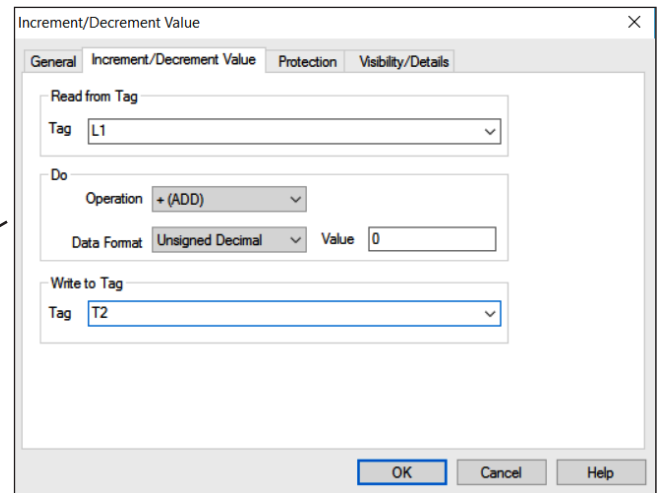 Increment/Decrement Value
General Increment/Decrement Value Protection Visibility/Details
Read from Tag
Tag L1
Do
Operation + (ADD)
Data Format Unsigned Decimal Value 0
Write to Tag
Tag T2
OK Cancel Help